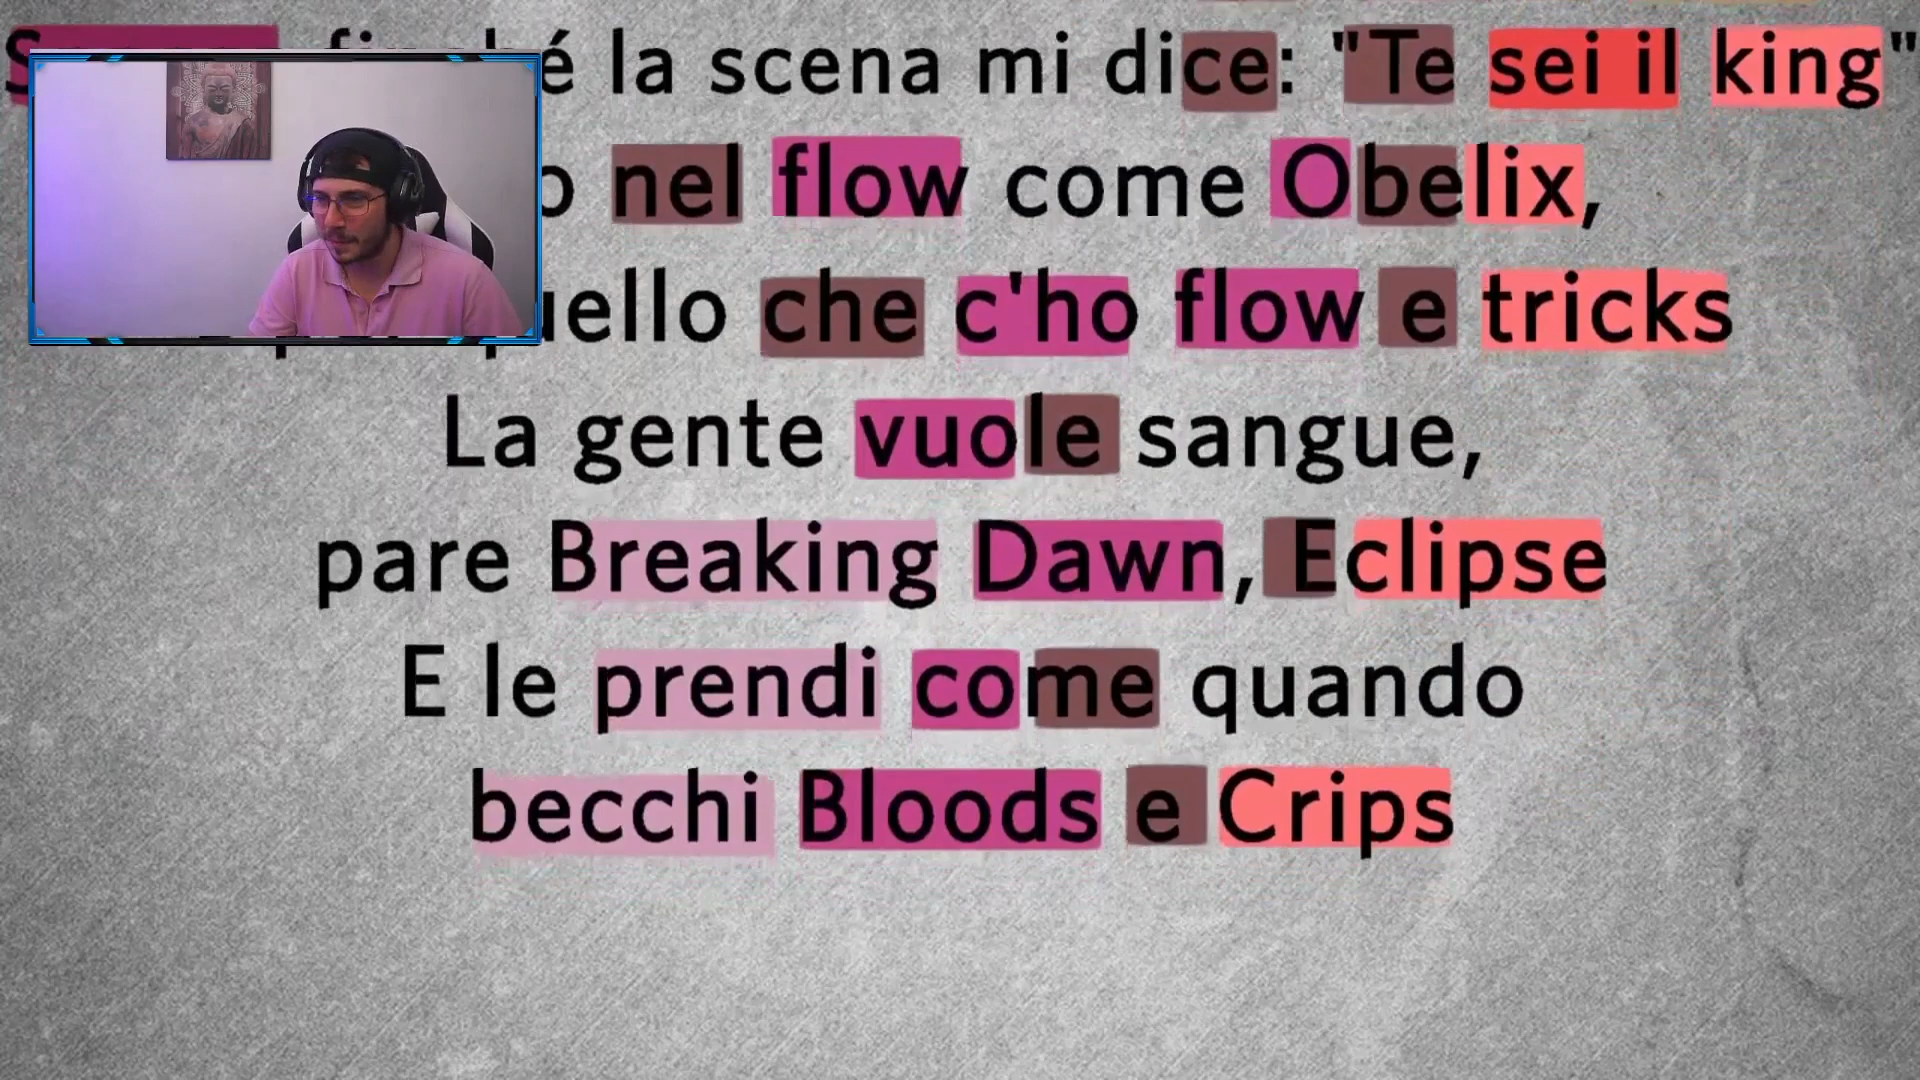 la scena mi dice: "Te sei il king"
nel flow come Obelix,
che c'ho flow e tricks
La gente vuole sangue,
pare Breaking Dawn, Eclipse
E le prendi come quando
becchi Bloods e Crips